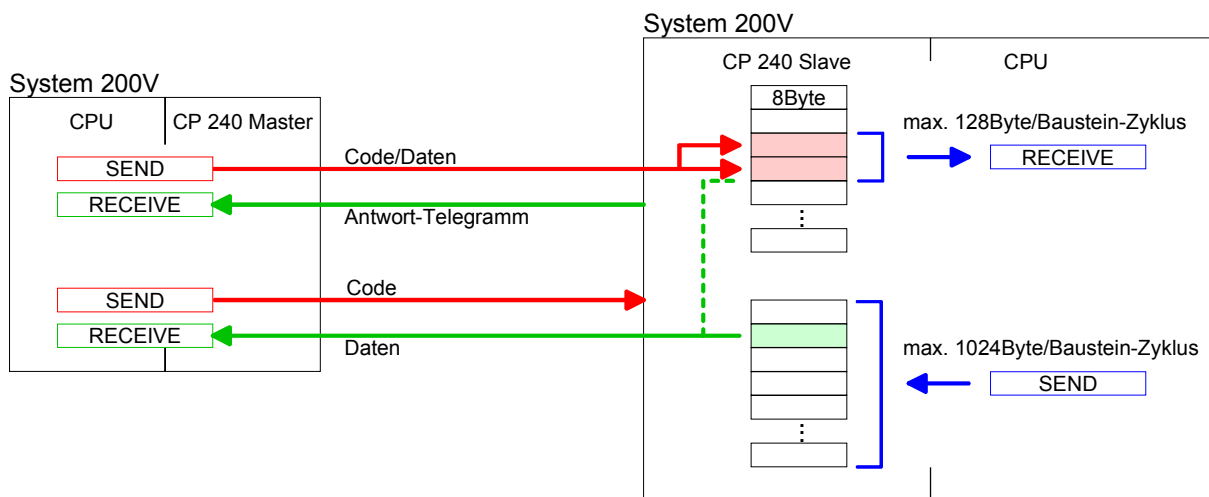 System 200V
CPU
CP 240 Master
SEND
RECEIVE
SEND
RECEIVE
Code/Daten
Antwort-Telegramm
Code
Daten
System 200V
CP 240 Slave
CPU
8Byte
max. 128Byte/Baustein-Zyklus
RECEIVE
max. 1024Byte/Baustein-Zyklus
SEND